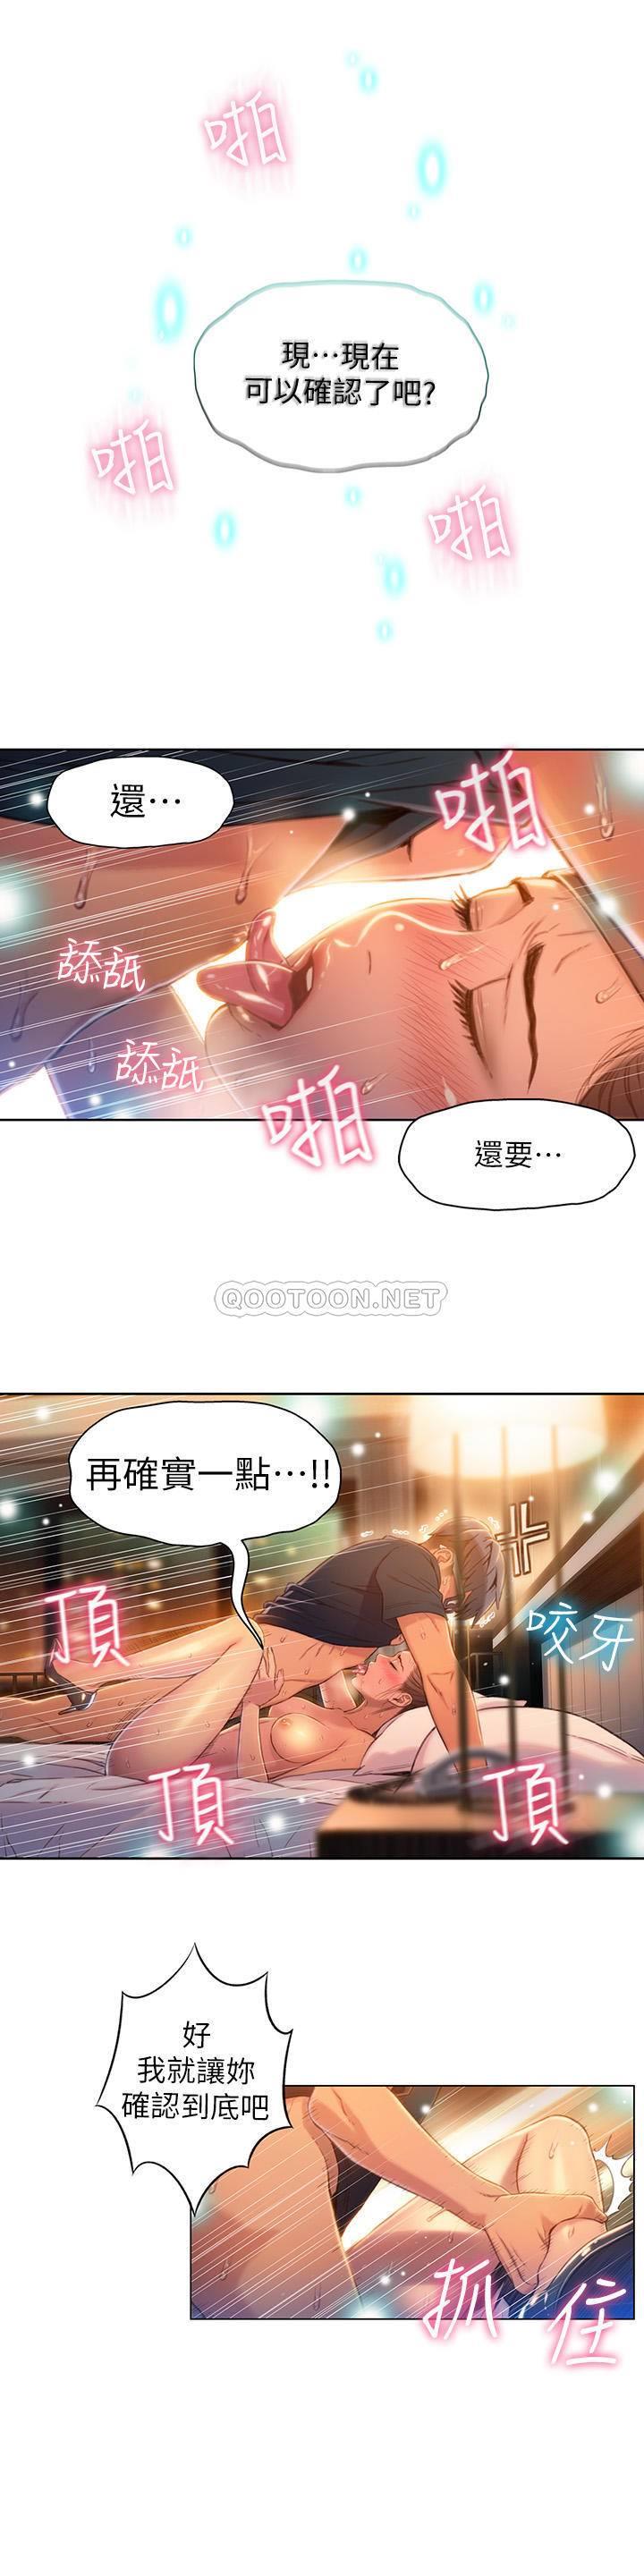 啪
現…現在
可以確認了吧?
啪
啪
還…
啪
舔舐
舔舐
啪
還要…
QOOTOON.NET
再確實一點…!!
頂
咬牙
頂
頂
好
我就讓妳
確認到底吧
抓住